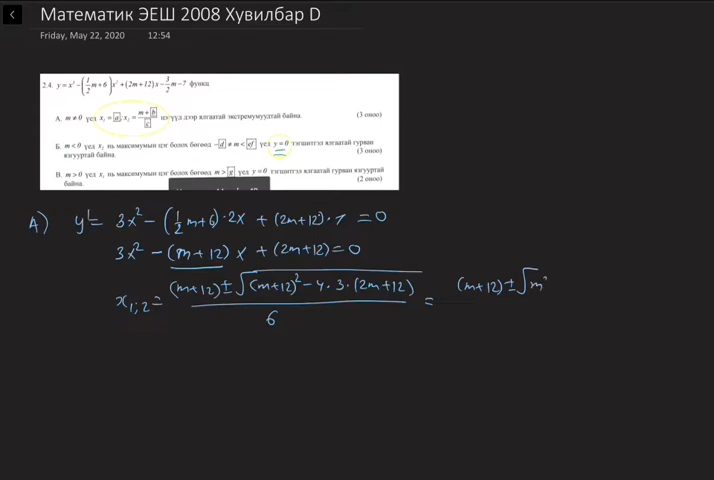 Математик ЭЕШ 2008 Хувилбар D
Friday, May 22, 2020 12:54
2.4. y = x³ − (1/2 m + 6)x² + (2m + 12)x − 3/2 m − 7 функц
А. m ≠ 0 үед x₁ = a; x₂ = (m + b)/c цэгүүд дээр ялгаатай экстремумуудтай байна. (3 оноо)
Б. m < 0 үед x₁ нь максимумын цэг болох бөгөөд −d ≠ m < ef үед y = 0 тэгшитгэл ялгаатай гурван
язгууртай байна. (3 оноо)
В. m > 0 үед x₂ нь максимумын цэг болох бөгөөд m > g үед y = 0 тэгшитгэл ялгаатай гурван язгууртай
байна. (2 оноо)
A) y' = 3x² − (1/2 m+6)·2x + (2m+12)·1 = 0
3x² − (m+12)x + (2m+12) = 0
x₁;₂ = ((m+12) ± √((m+12)² − 4·3·(2m+12)))/6 = (m+12) ± √m²